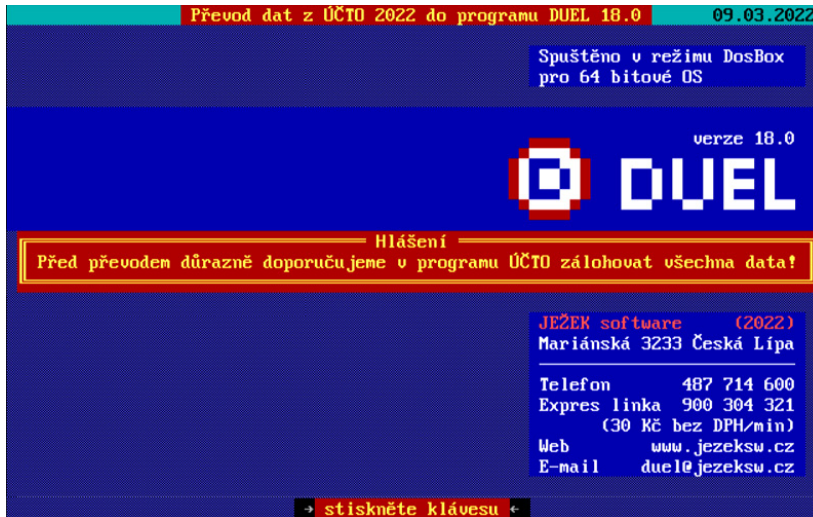 Převod dat z ÚČTO 2022 do programu DUEL 18.0 09.03.2022
Spuštěno v režimu DosBox
pro 64 bitové OS
verze 18.0
DUEL
Hlášení
Před převodem důrazně doporučujeme v programu ÚČTO zálohovat všechna data!
JEŽEK software (2022)
Mariánská 3233 Česká Lípa
Telefon 487 714 600
Expres linka 900 304 321
(30 Kč bez DPH/min)
Web www.jezeksw.cz
E-mail duel@jezeksw.cz
→ stiskněte klávesu ←